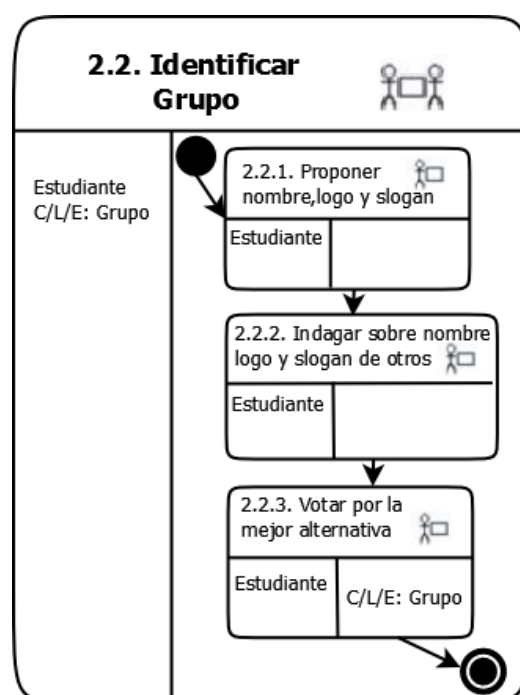 2.2. Identificar
Grupo
Estudiante
C/L/E: Grupo
2.2.1. Proponer
nombre,logo y slogan
Estudiante
2.2.2. Indagar sobre nombre
logo y slogan de otros
Estudiante
2.2.3. Votar por la
mejor alternativa
Estudiante
C/L/E: Grupo